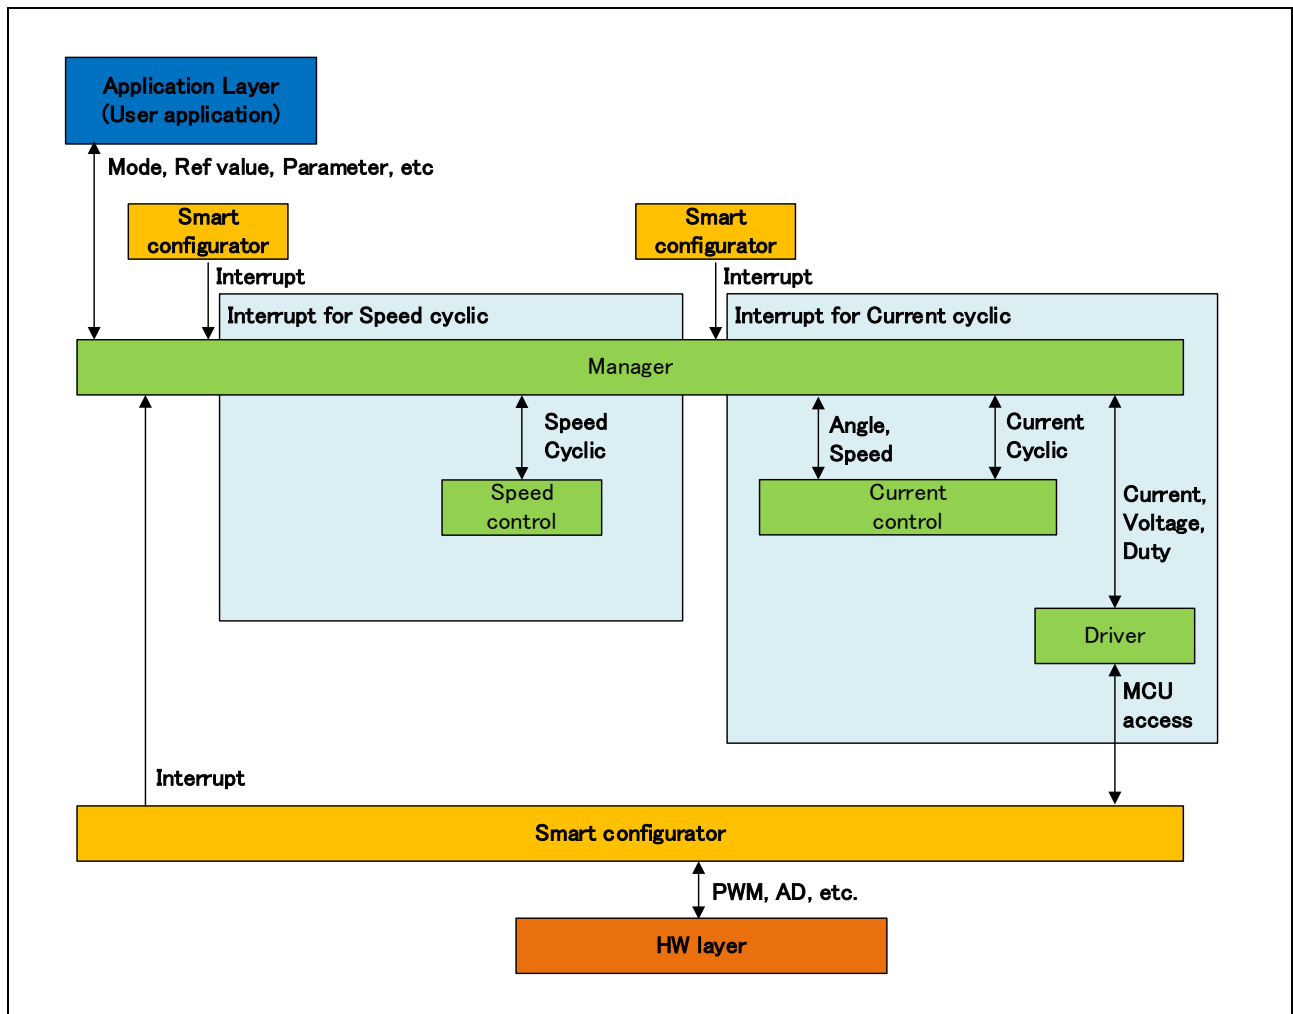 Application Layer
(User application)
Mode, Ref value, Parameter, etc
Smart
configurator
Smart
configurator
Interrupt
Interrupt
Interrupt for Speed cyclic
Interrupt for Current cyclic
Manager
Speed
Cyclic
Angle,
Speed
Current
Cyclic
Speed
control
Current
control
Current,
Voltage,
Duty
Driver
MCU
access
Interrupt
Smart configurator
PWM, AD, etc.
HW layer